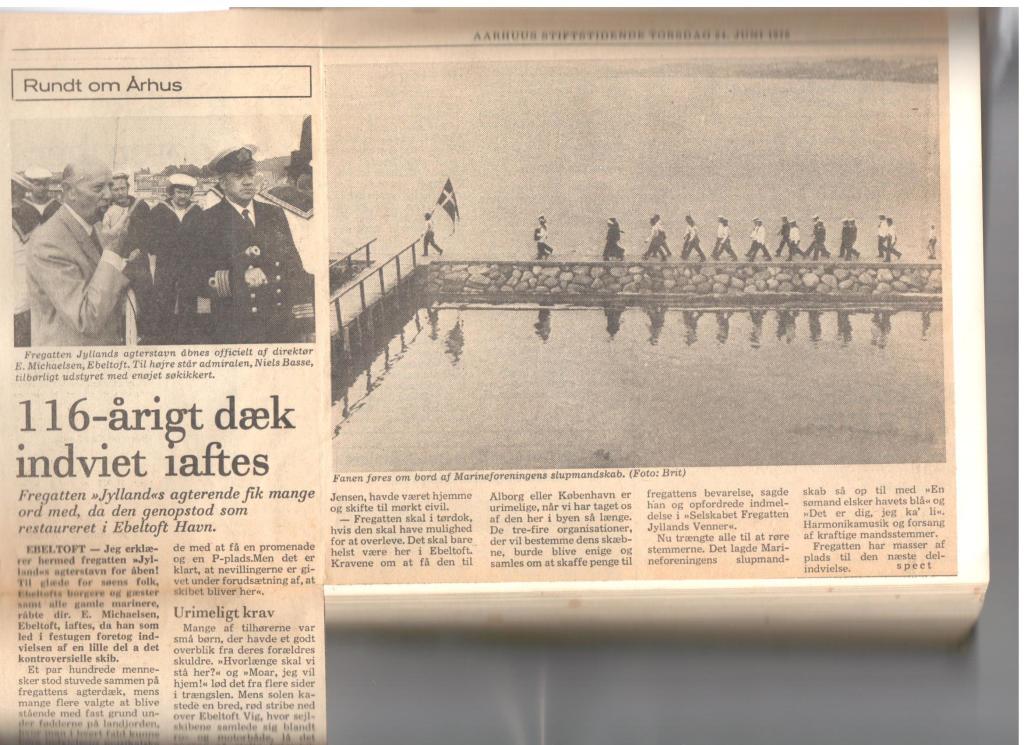 AARHUUS STIFTSTIDENDE TORSDAG 24. JUNI 1976
Rundt om Århus
Fregatten Jyllands agterstavn åbnes officielt af direktør
E. Michaelsen, Ebeltoft. Til højre står admiralen, Niels Basse,
tilbørligt udstyret med enøjet søkikkert.
116-årigt dæk
indviet iaftes
Fregatten »Jylland«s agterende fik mange
ord med, da den genopstod som
restaureret i Ebeltoft Havn.
EBELTOFT — Jeg erklæ-
rer hermed fregatten »Jyl-
land«s agterstavn for åben!
Til glæde for søens folk,
Ebeltofts borgere og gæster
samt alle gamle marinere,
råbte dir. E. Michaelsen,
Ebeltoft, iaftes, da han som
led i festugen foretog ind-
vielsen af en lille del a det
kontroversielle skib.
Et par hundrede menne-
sker stod stuvede sammen på
fregattens agterdæk, mens
mange flere valgte at blive
stående med fast grund un-
der fødderne på landjorden,
hvor man i hvert fald kunne
de med at få en promenade
og en P-plads.Men det er
klart, at nevillingerne er gi-
vet under forudsætning af, at
skibet bliver her«.
Urimeligt krav
Mange af tilhørerne var
små børn, der havde et godt
overblik fra deres forældres
skuldre. »Hvorlænge skal vi
stå her?« og »Moar, jeg vil
hjem!« lød det fra flere sider
i trængslen. Mens solen ka-
stede en bred, rød stribe ned
over Ebeltoft Vig, hvor sejl-
skibene samlede sig blandt
ro- og motorbåde, lå det
Fanen føres om bord af Marineforeningens slupmandskab. (Foto: Brit)
Jensen, havde været hjemme
og skifte til mørkt civil.
— Fregatten skal i tørdok,
hvis den skal have mulighed
for at overleve. Det skal bare
helst være her i Ebeltoft.
Kravene om at få den til
Alborg eller København er
urimelige, når vi har taget os
af den her i byen så længe.
De tre-fire organisationer,
der vil bestemme dens skæb-
ne, burde blive enige og
samles om at skaffe penge til
fregattens bevarelse, sagde
han og opfordrede indmel-
delse i »Selskabet Fregatten
Jyllands Venner«.
Nu trængte alle til at røre
stemmerne. Det lagde Mari-
neforeningens slupmand-
skab så op til med »En
sømand elsker havets blå« og
»Det er dig, jeg ka' li«.
Harmonikamusik og forsang
af kraftige mandsstemmer.
Fregatten har masser af
plads til den næste del-
indvielse.
spect